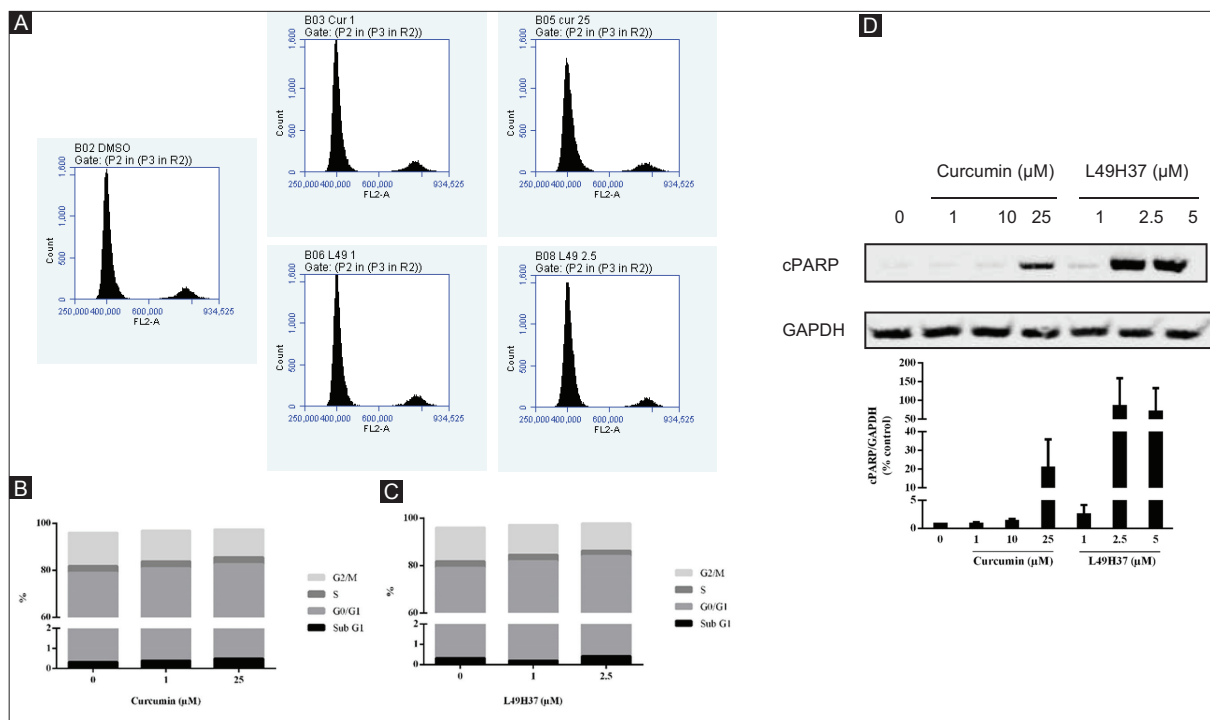 A
B02 DMSO
Gate: (P2 in (P3 in R2))
Count
1,600
1,000
500
0
250,000 400,000 600,000 934,525
FL2-A
B03 Cur 1
Gate: (P2 in (P3 in R2))
Count
1,600
1,000
500
0
250,000 400,000 600,000 934,525
FL2-A
B05 cur 25
Gate: (P2 in (P3 in R2))
Count
1,600
1,000
500
0
250,000 400,000 600,000 934,525
FL2-A
B06 L49 1
Gate: (P2 in (P3 in R2))
Count
1,600
1,000
500
0
250,000 400,000 600,000 934,525
FL2-A
B08 L49 2.5
Gate: (P2 in (P3 in R2))
Count
1,600
1,000
500
0
250,000 400,000 600,000 934,525
FL2-A
B
%
100
80
60
2
1
0
0 1 25
Curcumin (µM)
G2/M
S
G0/G1
Sub G1
C
%
100
80
60
2
1
0
0 1 2.5
L49H37 (µM)
G2/M
S
G0/G1
Sub G1
D
Curcumin (µM) L49H37 (µM)
0 1 10 25 1 2.5 5
cPARP
GAPDH
cPARP/GAPDH
(% control)
200
150
100
50
40
30
20
10
5
0
0 1 10 25 1 2.5 5
Curcumin (µM) L49H37 (µM)